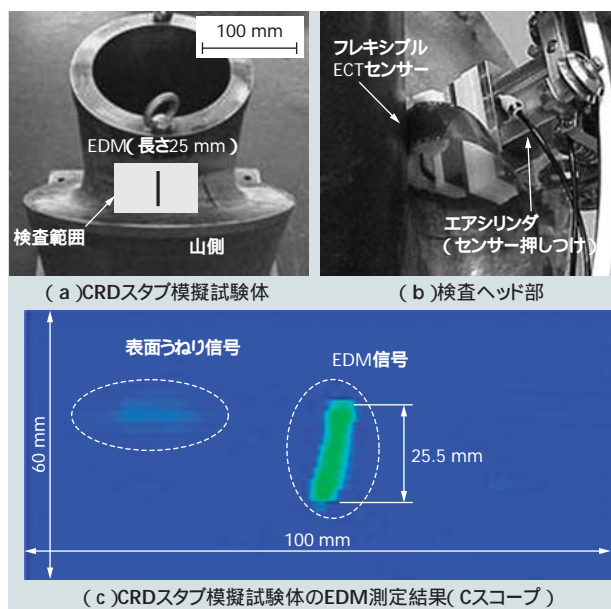 100 mm
EDM(長さ25 mm)
検査範囲
山側
(a)CRDスタブ模擬試験体
フレキシブル
ECTセンサー
エアシリンダ
(センサー押しつけ)
(b)検査ヘッド部
表面うねり信号
EDM信号
60 mm
25.5 mm
100 mm
(c)CRDスタブ模擬試験体のEDM測定結果(Cスコープ)